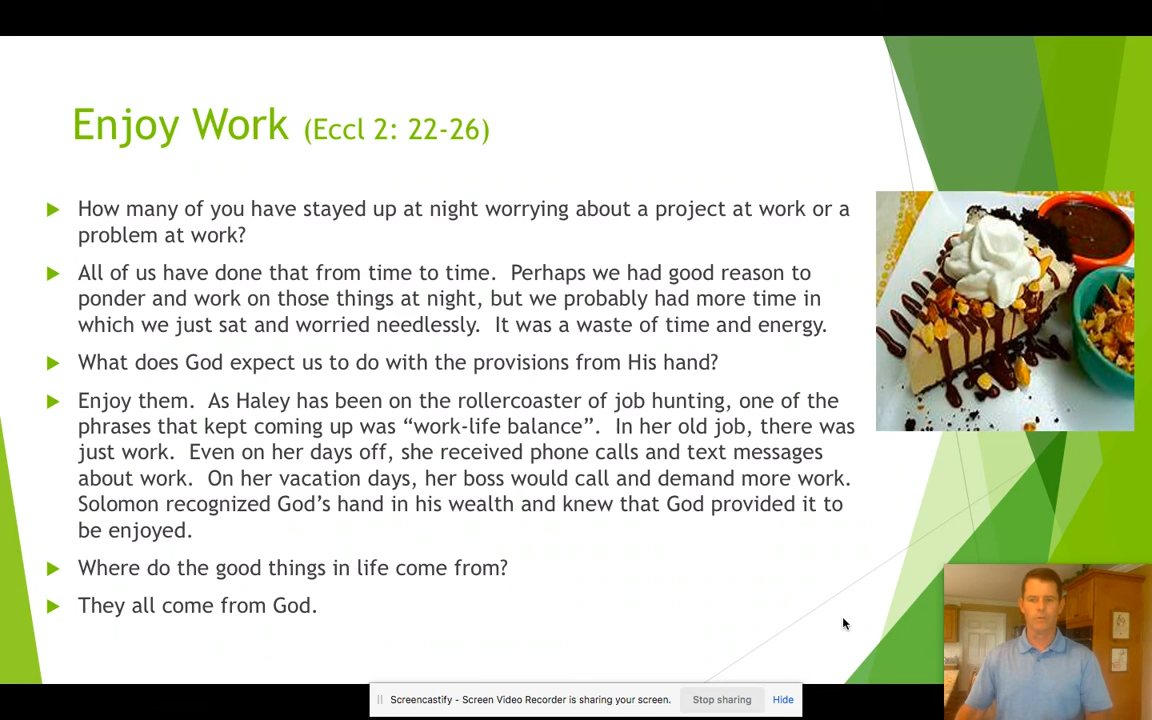 Enjoy Work (Eccl 2: 22-26)
How many of you have stayed up at night worrying about a project at work or a
problem at work?
All of us have done that from time to time.  Perhaps we had good reason to
ponder and work on those things at night, but we probably had more time in
which we just sat and worried needlessly.  It was a waste of time and energy.
What does God expect us to do with the provisions from His hand?
Enjoy them.  As Haley has been on the rollercoaster of job hunting, one of the
phrases that kept coming up was “work-life balance”.  In her old job, there was
just work.  Even on her days off, she received phone calls and text messages
about work.  On her vacation days, her boss would call and demand more work.
Solomon recognized God’s hand in his wealth and knew that God provided it to
be enjoyed.
Where do the good things in life come from?
They all come from God.
Screencastify - Screen Video Recorder is sharing your screen.
Stop sharing
Hide